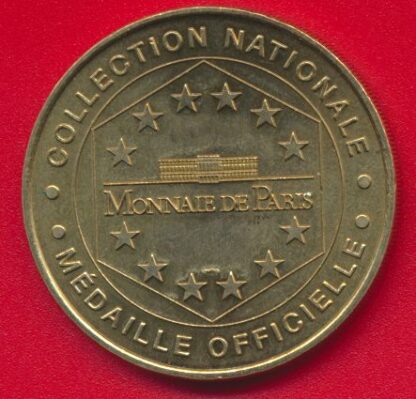 COLLECTION NATIONALE
MONNAIE DE PARIS
MÉDAILLE OFFICIELLE